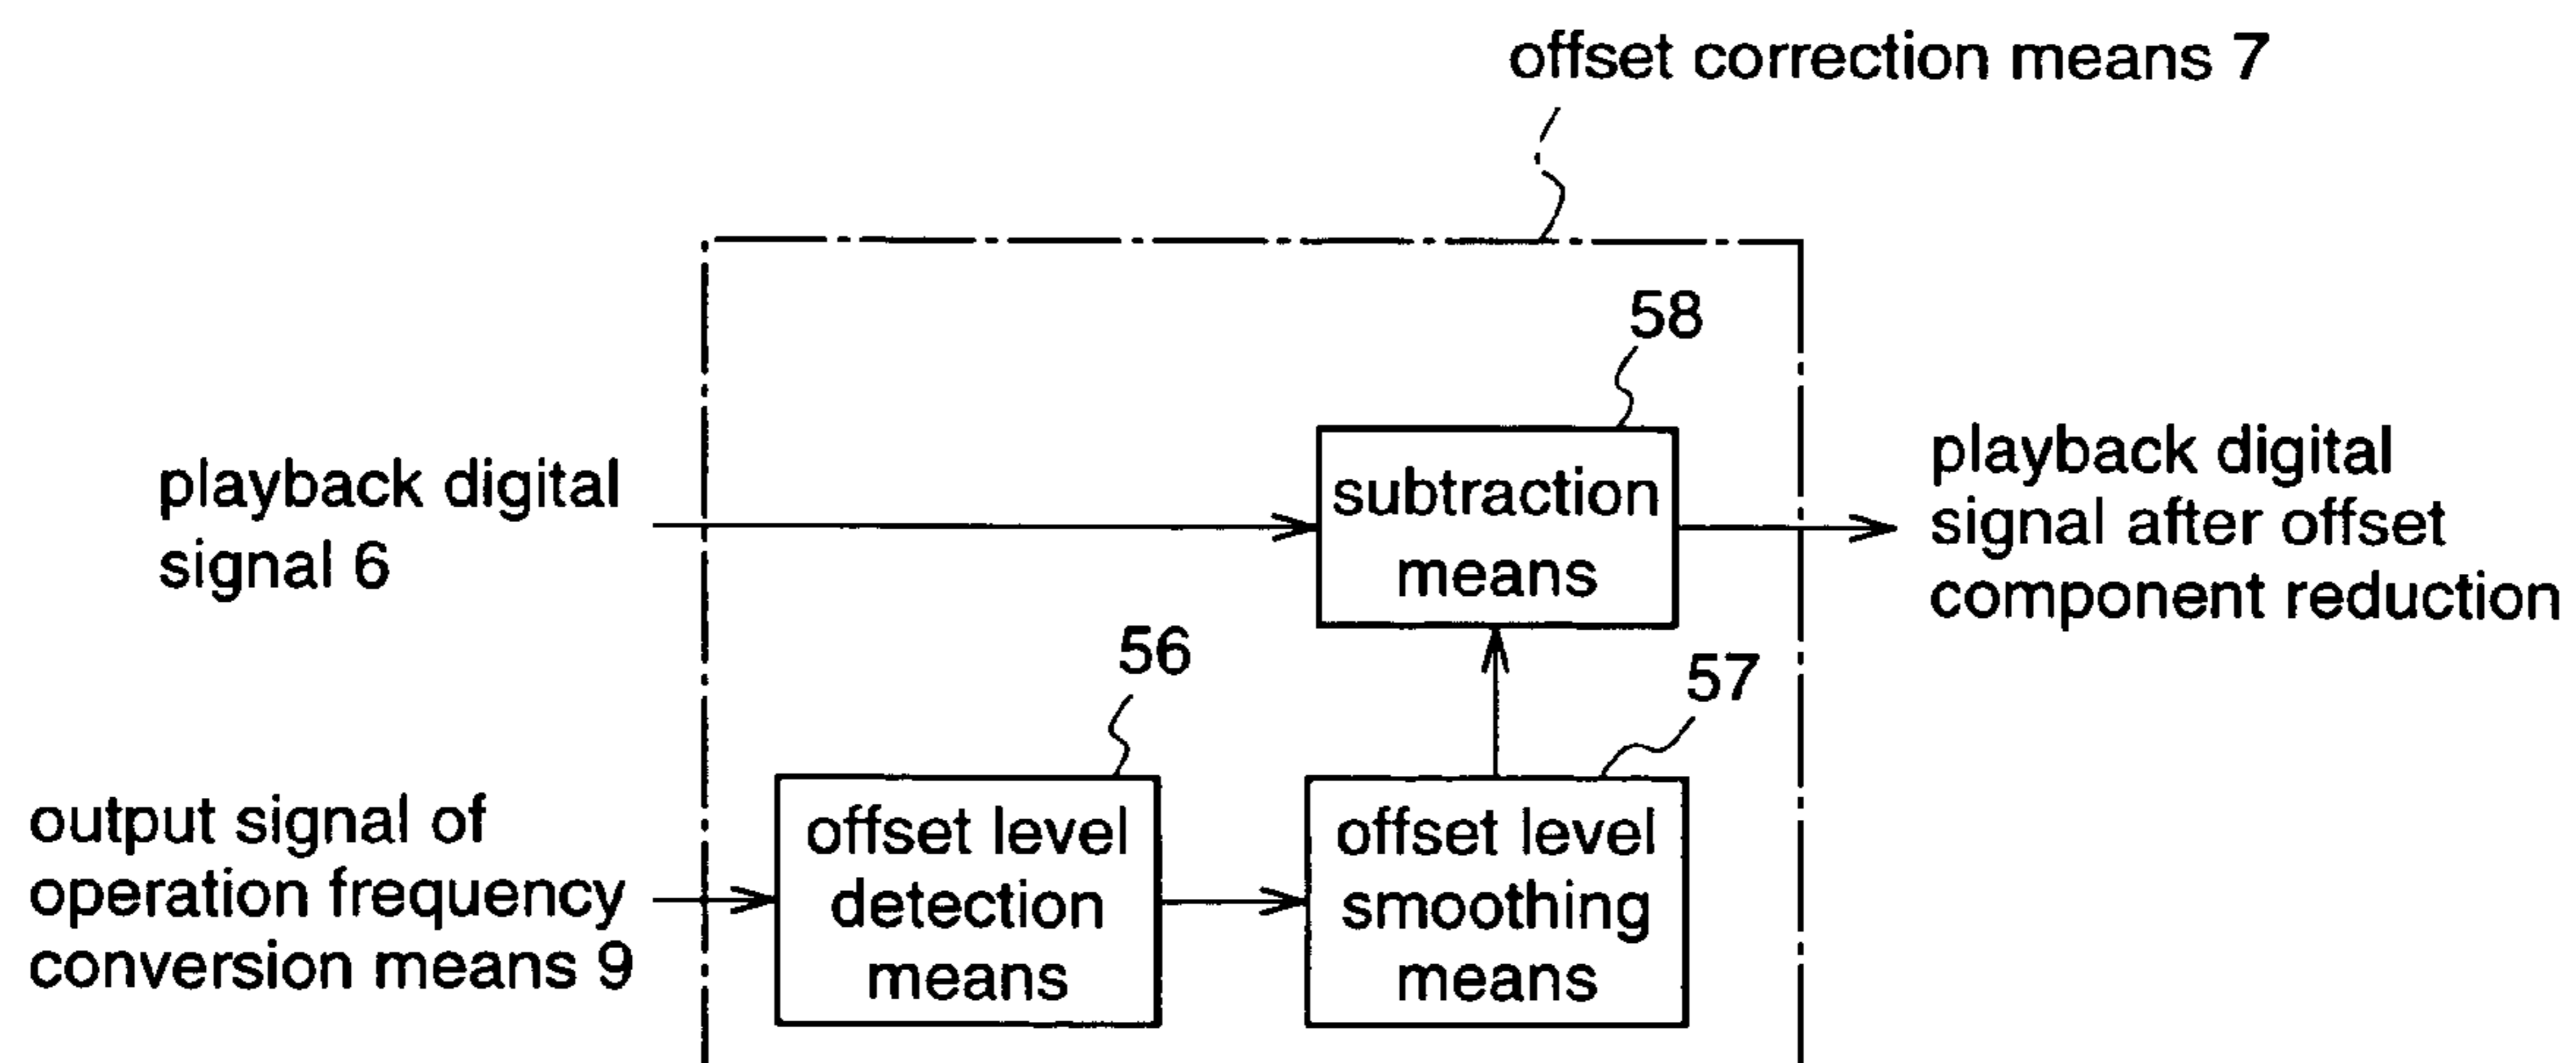 offset correction means 7
58
playback digital
signal 6
subtraction
means
playback digital
signal after offset
component reduction
56
57
output signal of
operation frequency
conversion means 9
offset level
detection
means
offset level
smoothing
means